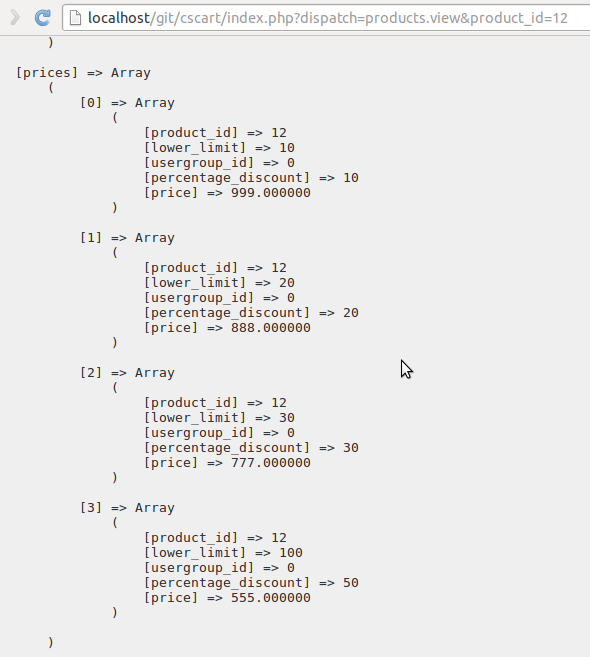 localhost/git/cscart/index.php?dispatch=products.view&product_id=12
)
[prices] => Array
(
[0] => Array
(
[product_id] => 12
[lower_limit] => 10
[usergroup_id] => 0
[percentage_discount] => 10
[price] => 999.000000
)
[1] => Array
(
[product_id] => 12
[lower_limit] => 20
[usergroup_id] => 0
[percentage_discount] => 20
[price] => 888.000000
)
[2] => Array
(
[product_id] => 12
[lower_limit] => 30
[usergroup_id] => 0
[percentage_discount] => 30
[price] => 777.000000
)
[3] => Array
(
[product_id] => 12
[lower_limit] => 100
[usergroup_id] => 0
[percentage_discount] => 50
[price] => 555.000000
)
)